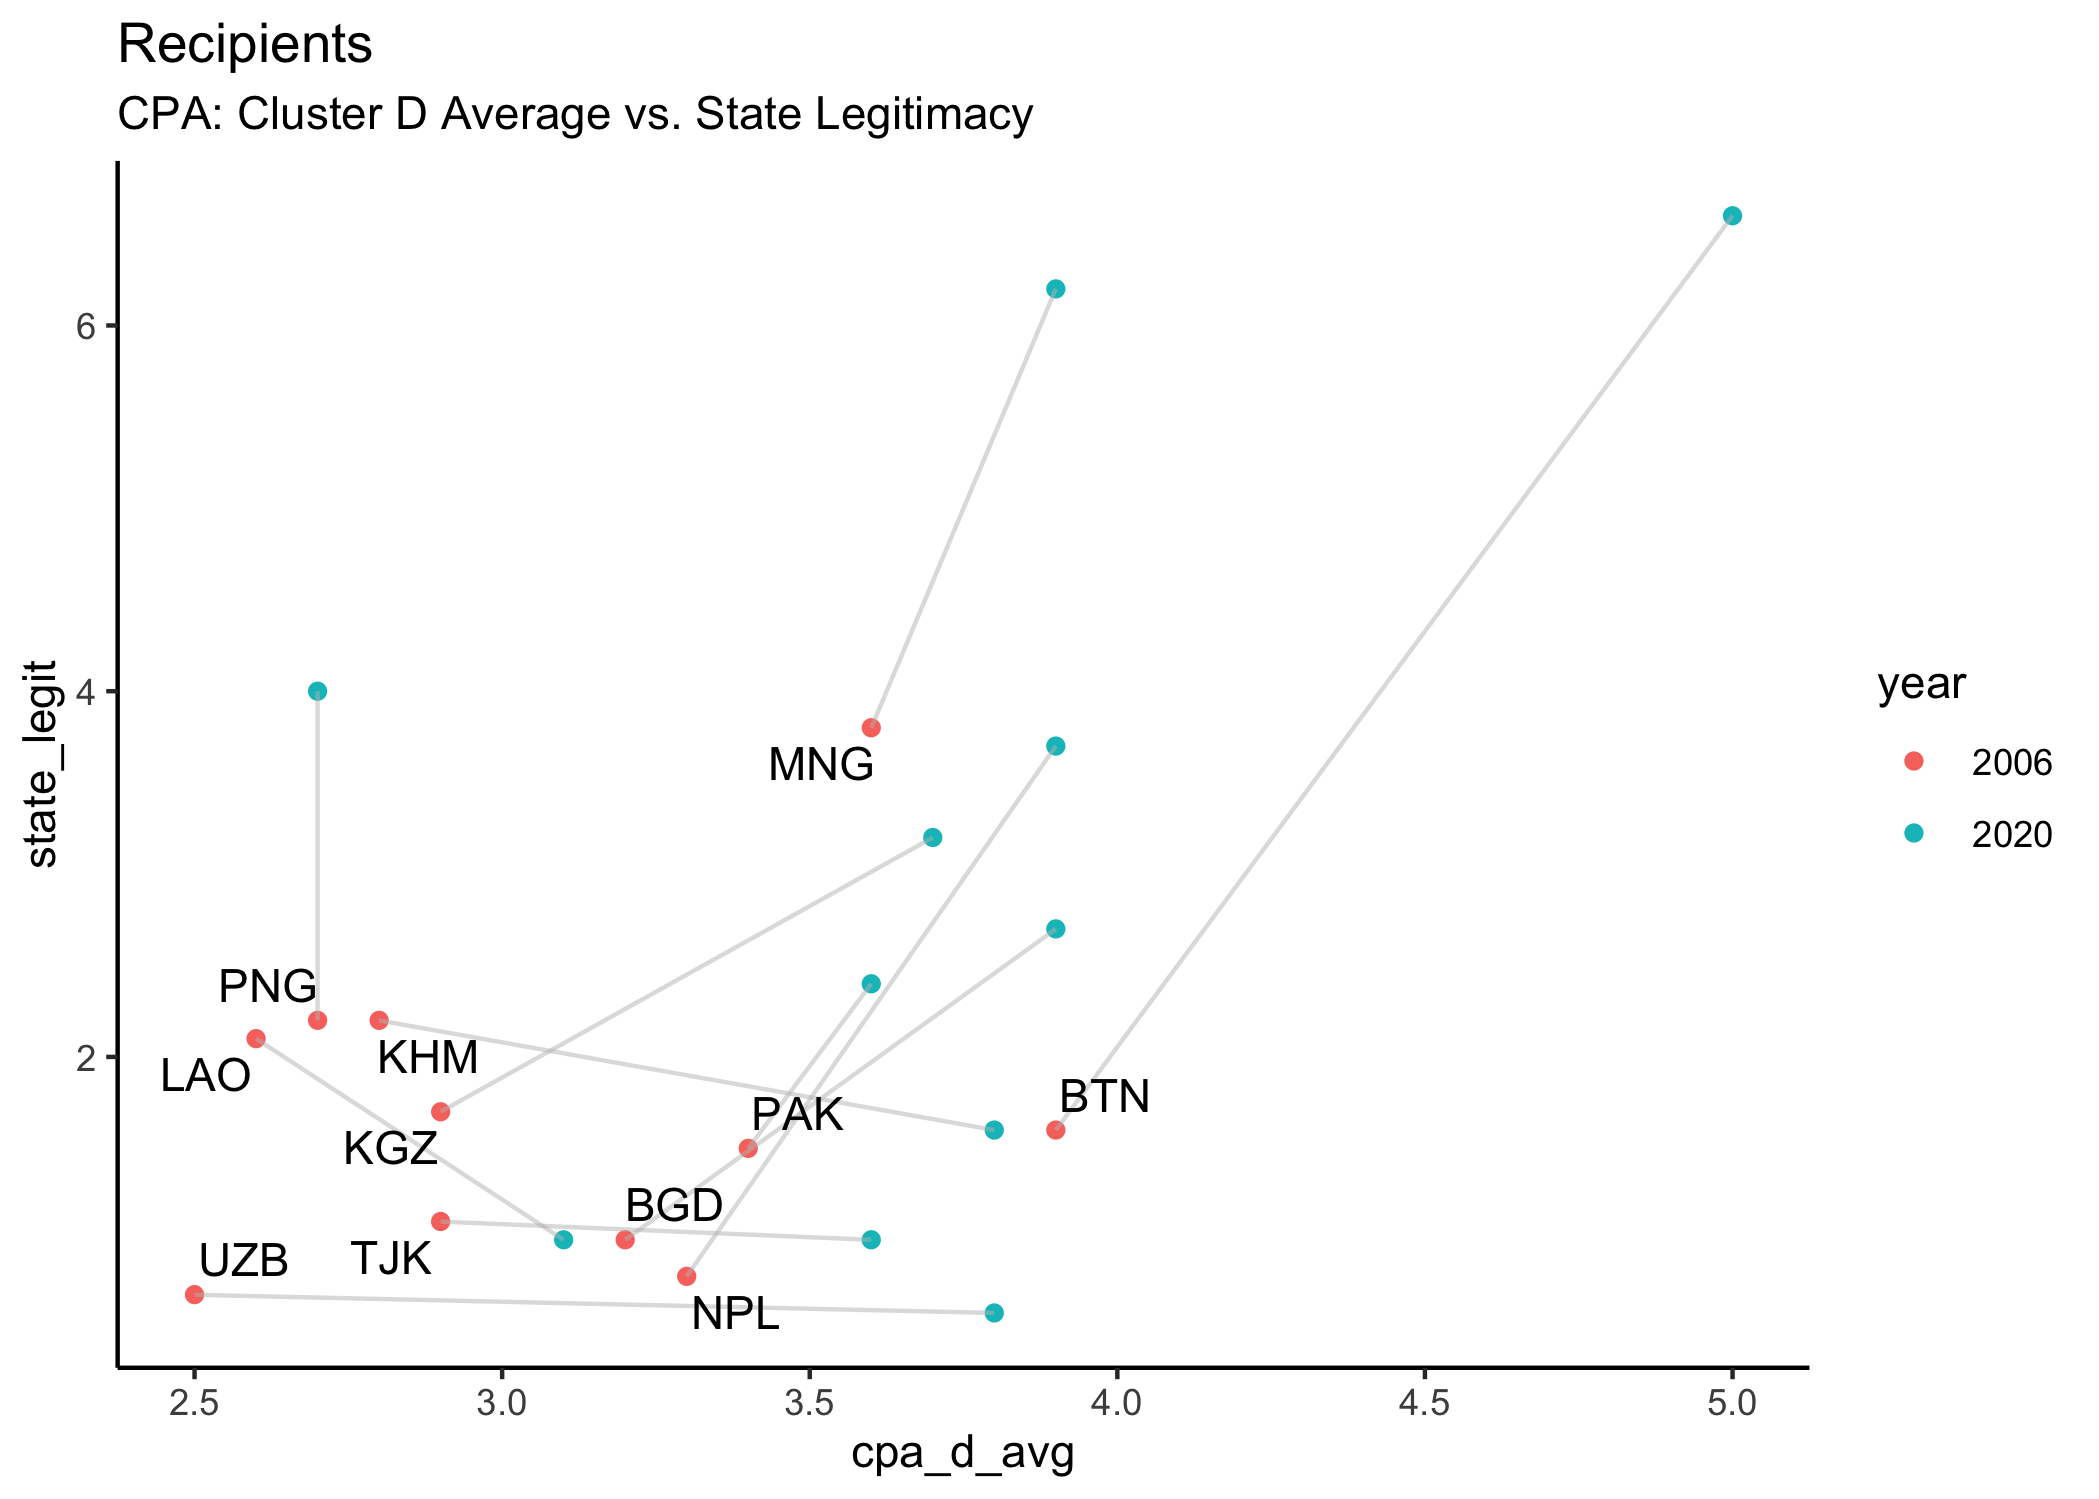 Recipients
CPA: Cluster D Average vs. State Legitimacy
6
4
2
state_legit
MNG
PNG
LAO
KHM
KGZ
PAK
BTN
BGD
TJK
UZB
NPL
2.5
3.0
3.5
4.0
4.5
5.0
cpa_d_avg
year
2006
2020